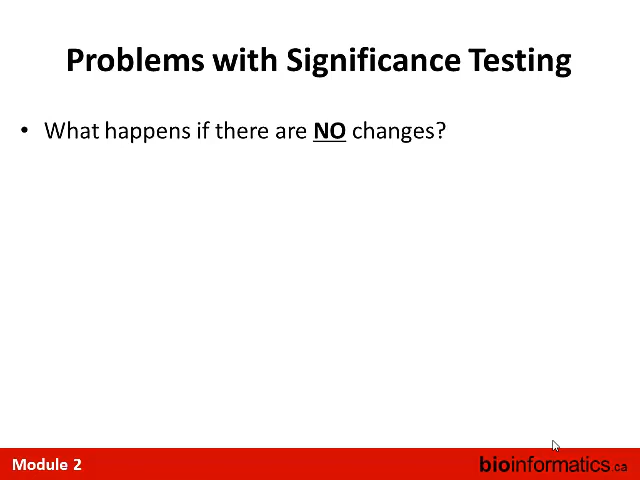 Problems with Significance Testing
• What happens if there are NO changes?
Module 2
bioinformatics.ca